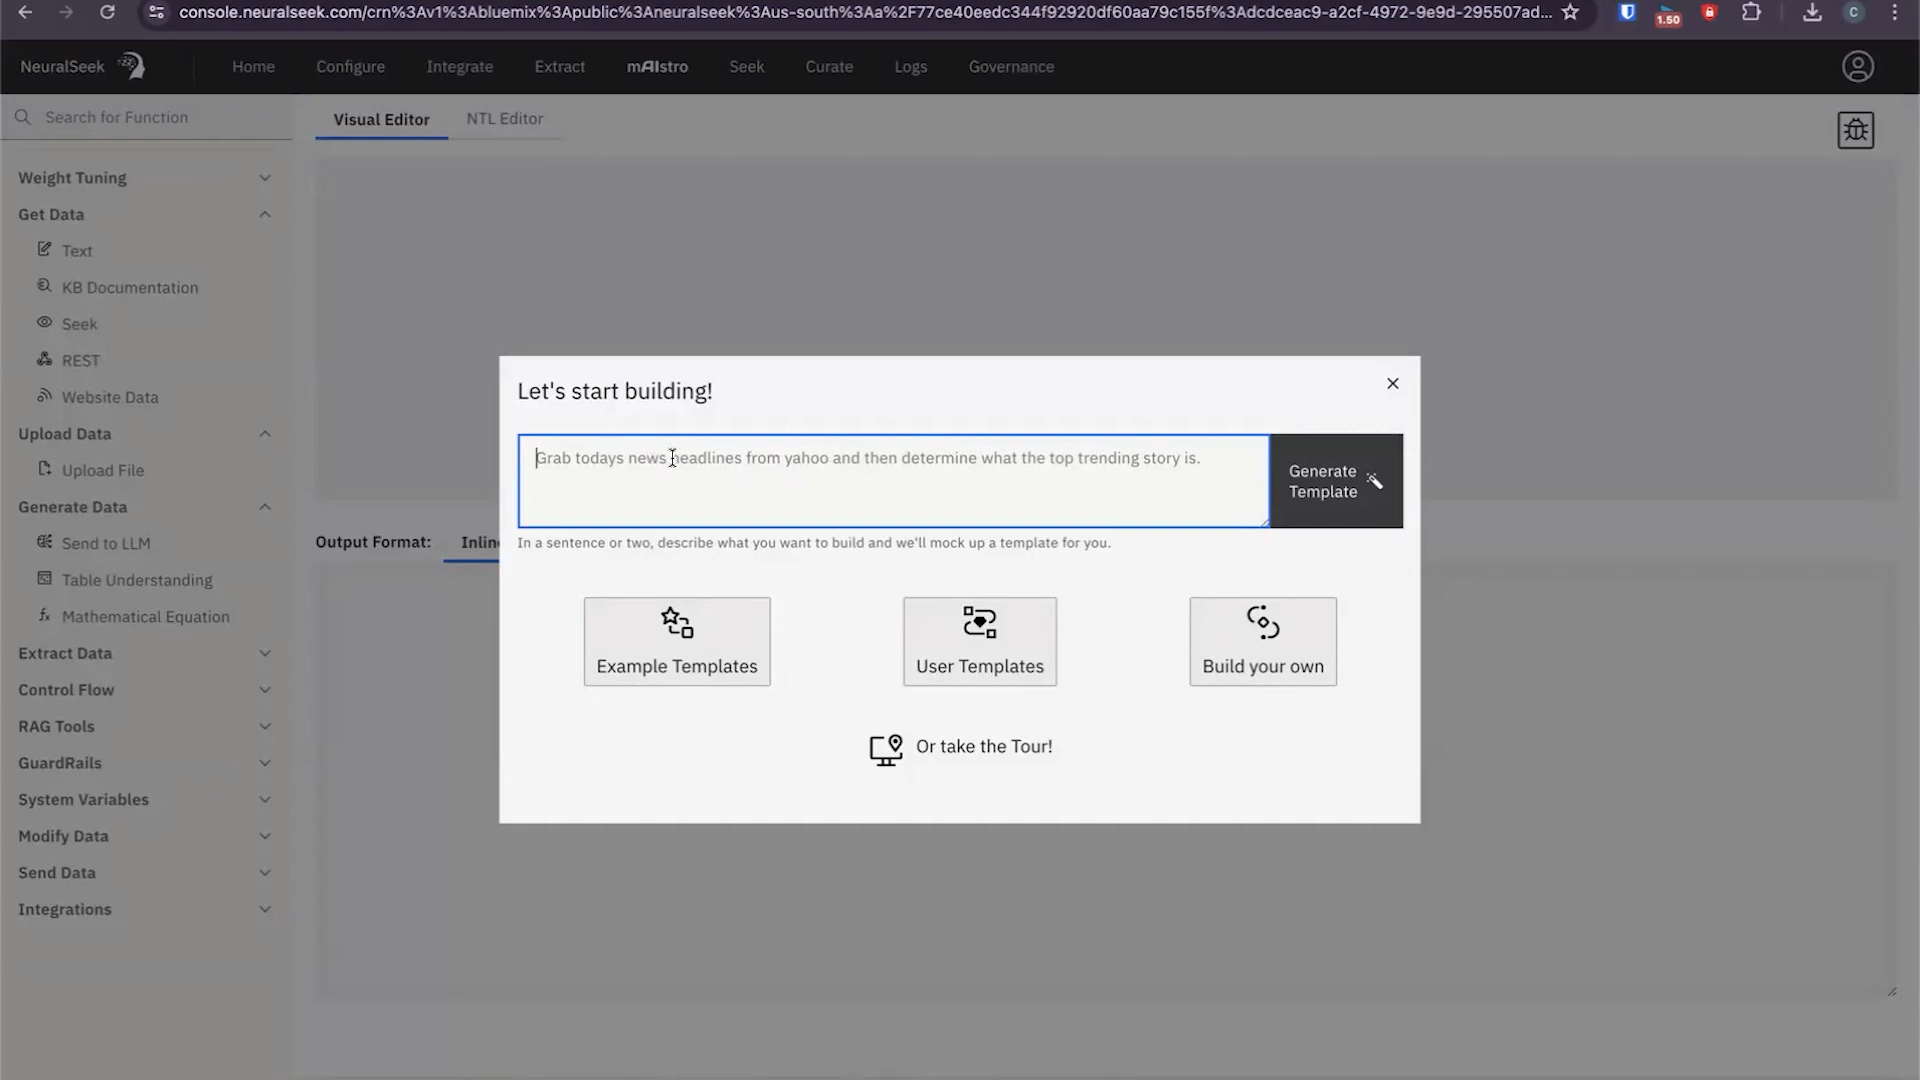 console.neuralseek.com/crn%3Av1%3Abluemix%3Apublic%3Aneuralseek%3Aus-south%3Aa%2F77ce40eedc344f92920df60aa79c155f%3Adcdceac9-a2cf-4972-9e9d-295507ad...
1.50
C
NeuralSeek
Home
Configure
Integrate
Extract
mAIstro
Seek
Curate
Logs
Governance
Search for Function
Visual Editor
NTL Editor
Weight Tuning
Get Data
Text
KB Documentation
Seek
REST
Website Data
Upload Data
Upload File
Generate Data
Send to LLM
Table Understanding
Mathematical Equation
Extract Data
Control Flow
RAG Tools
GuardRails
System Variables
Modify Data
Send Data
Integrations
Output Format:
Let's start building!
Grab todays news headlines from yahoo and then determine what the top trending story is.
Generate
Template
In a sentence or two, describe what you want to build and we'll mock up a template for you.
Example Templates
User Templates
Build your own
Or take the Tour!